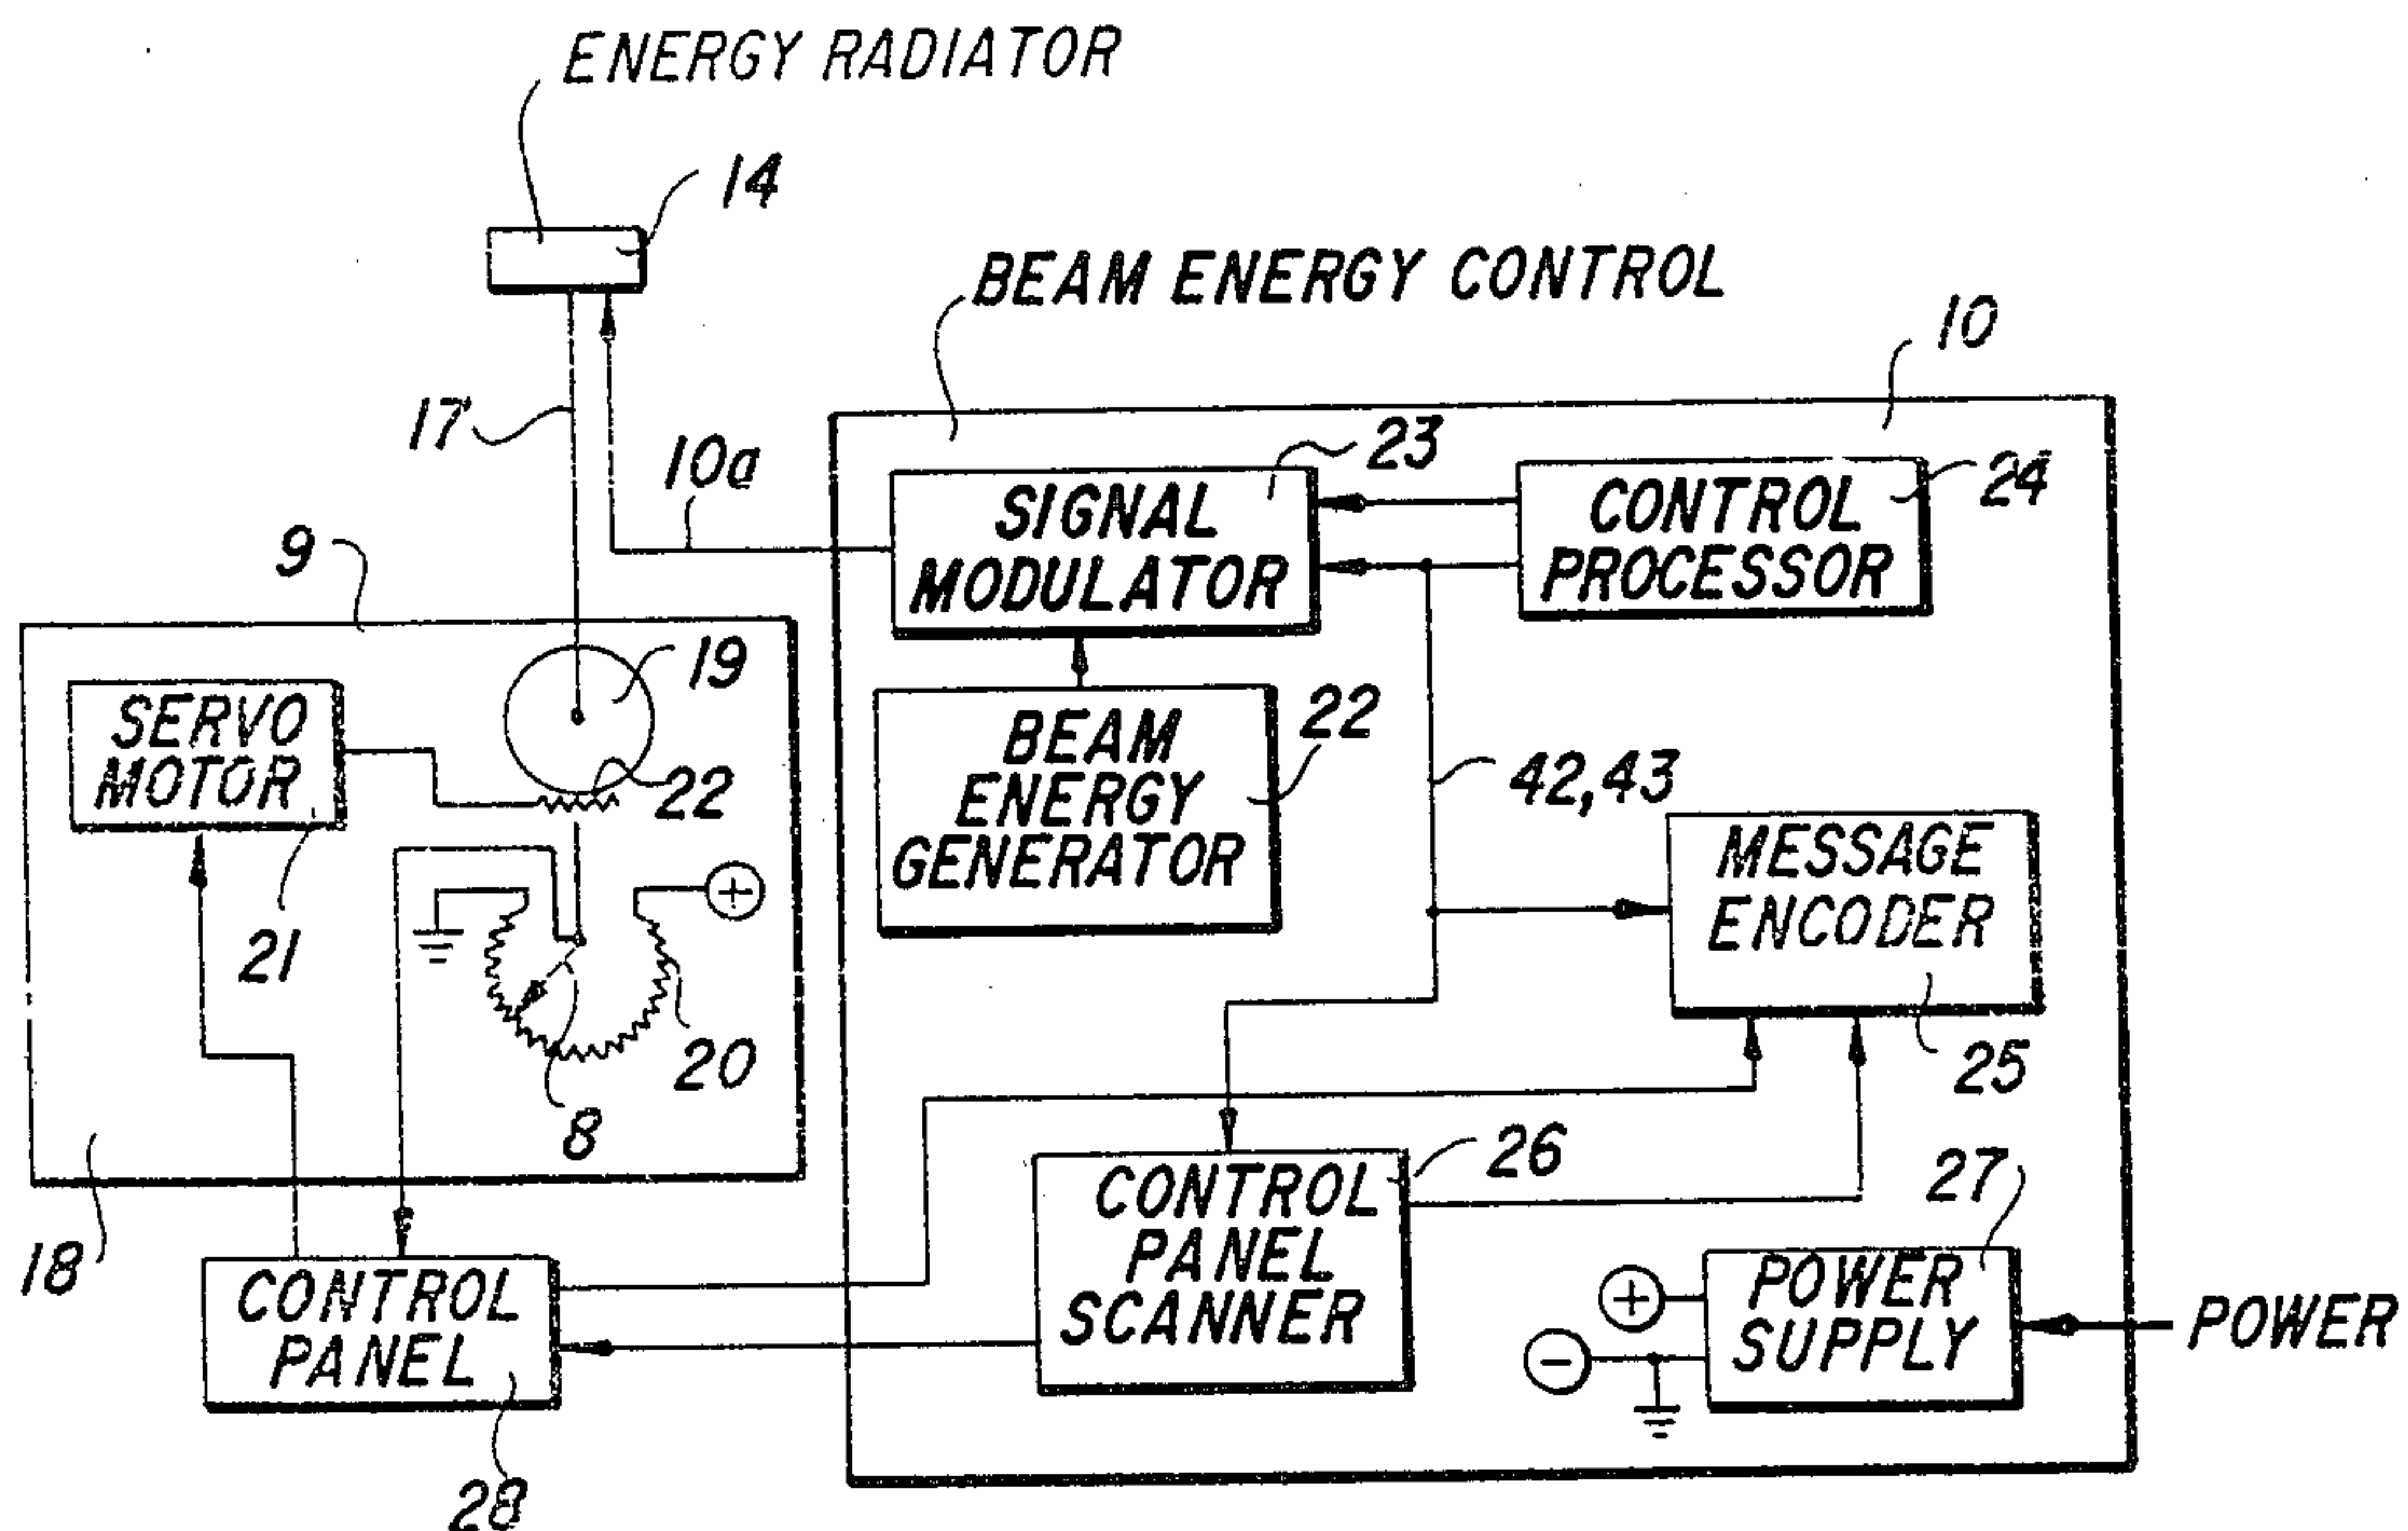 ENERGY RADIATOR
14
BEAM ENERGY CONTROL
10
17
10a
23
SIGNAL
MODULATOR
CONTROL
PROCESSOR
24
9
19
SERVO
MOTOR
22
21
+
20
8
18
BEAM
ENERGY
GENERATOR
22
42,43
MESSAGE
ENCODER
25
CONTROL
PANEL
SCANNER
26
27
+
−
POWER
SUPPLY
POWER
CONTROL
PANEL
28